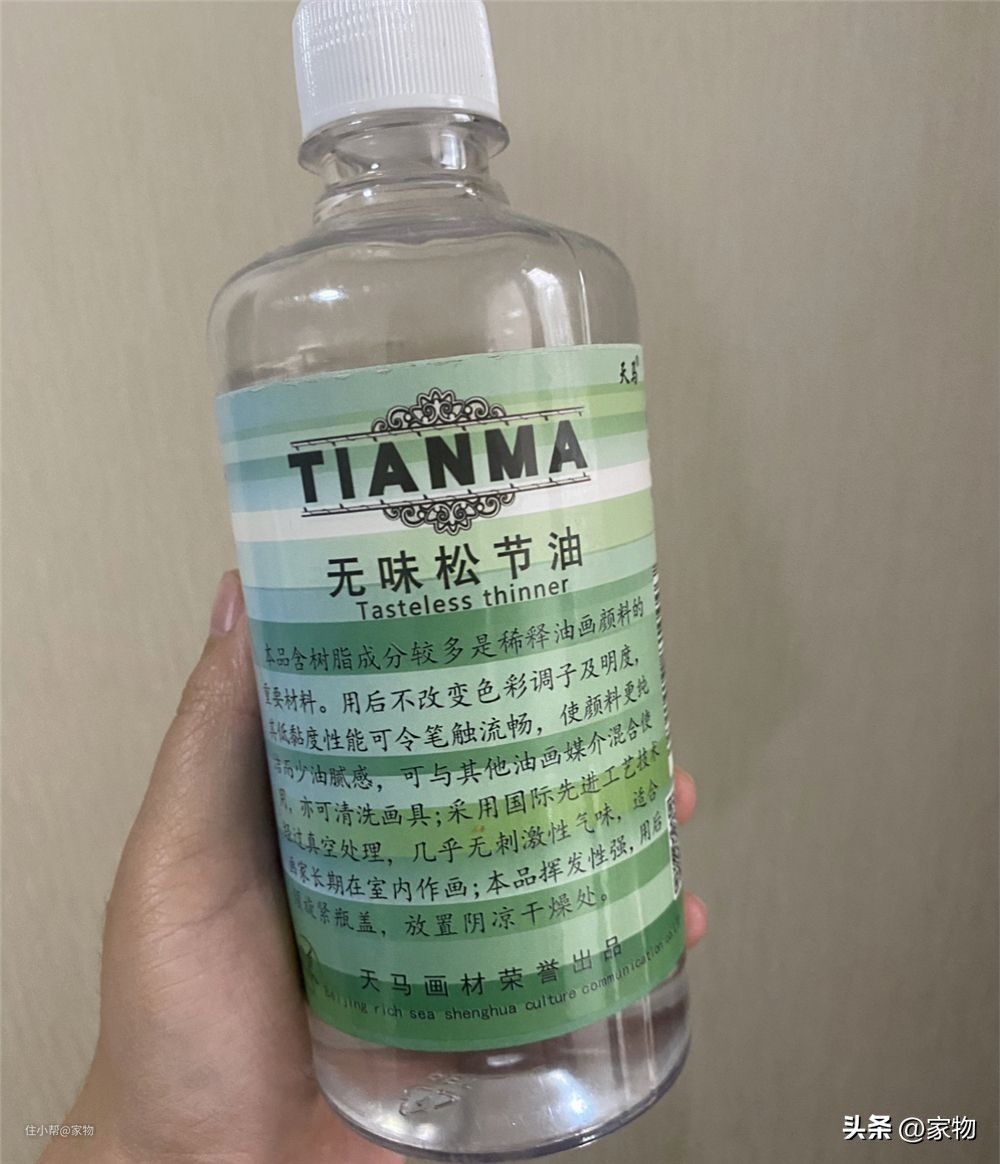 天马
TIANMA
无味松节油
Tasteless thinner
本品含树脂成分较多是稀释油画颜料的
重要材料。用后不改变色彩调子及明度，
其低黏度性能可令笔触流畅，使颜料更纯
洁而少油腻感，可与其他油画媒介混合使
用，亦可清洗画具；采用国际先进工艺技术
经过真空处理，几乎无刺激性气味，适合
画家长期在室内作画；本品挥发性强，用后
须旋紧瓶盖，放置阴凉干燥处。
天马画材荣誉出品
Beijing rich sea shenghua culture communication
住小帮@家物
头条 @家物